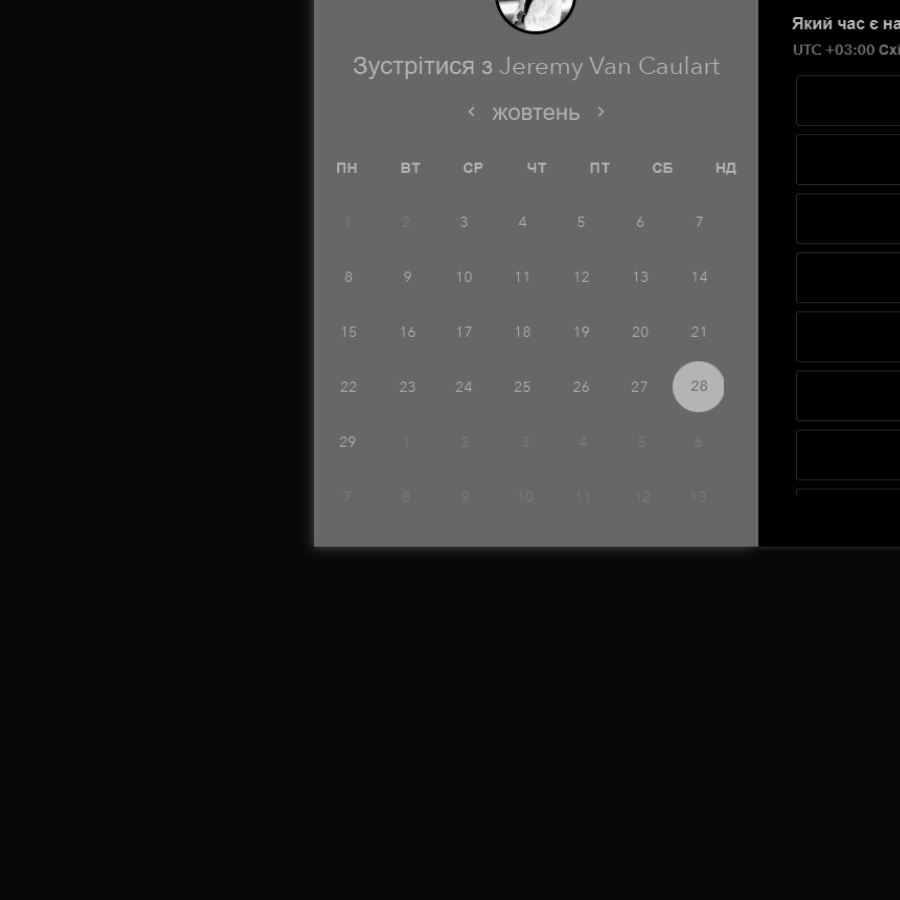 Який час є на
UTC +03:00 Схі
Зустрітися з Jeremy Van Caulart
жовтень
ПН ВТ СР ЧТ ПТ СБ НД
1 2 3 4 5 6 7
8 9 10 11 12 13 14
15 16 17 18 19 20 21
22 23 24 25 26 27 28
29 1 2 3 4 5 6
7 8 9 10 11 12 13